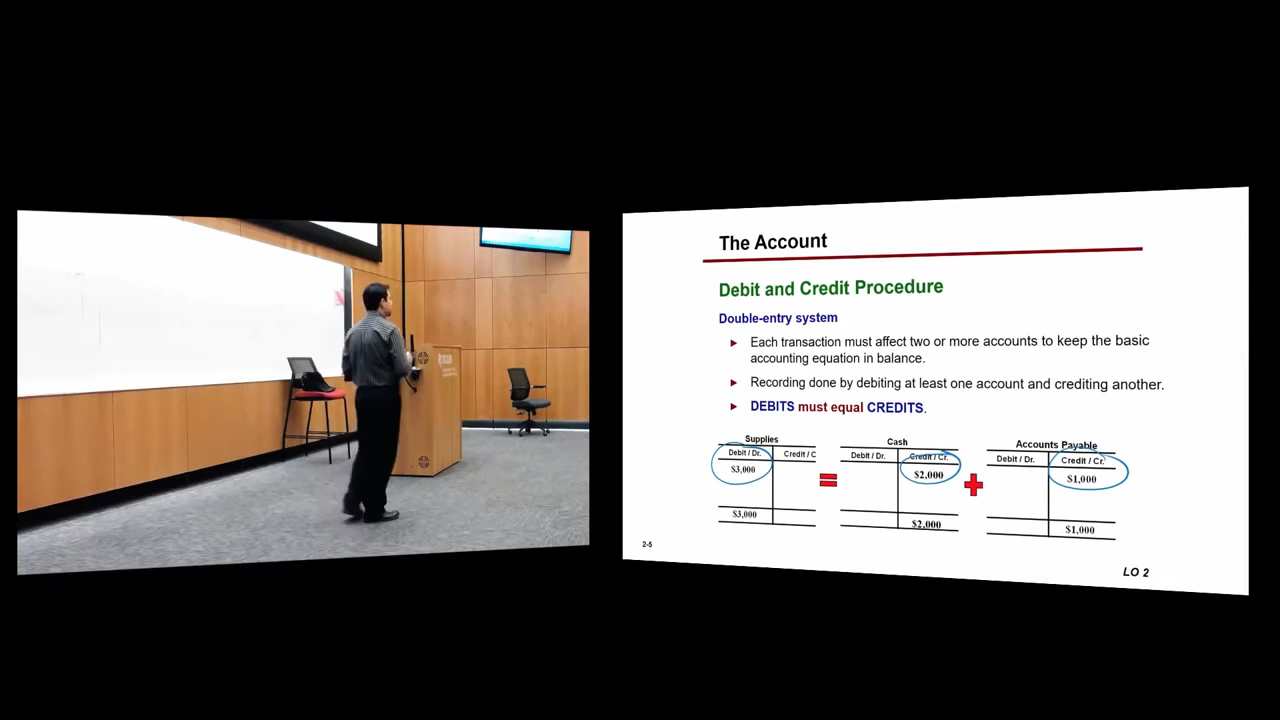 The Account
Debit and Credit Procedure
Double-entry system
Each transaction must affect two or more accounts to keep the basic
accounting equation in balance.
Recording done by debiting at least one account and crediting another.
DEBITS must equal CREDITS.
Supplies
Debit / Dr. Credit / C
$3,000
$3,000
=
Cash
Debit / Dr. Credit / Cr.
$2,000
$2,000
+
Accounts Payable
Debit / Dr. Credit / Cr.
$1,000
$1,000
2-5
LO 2